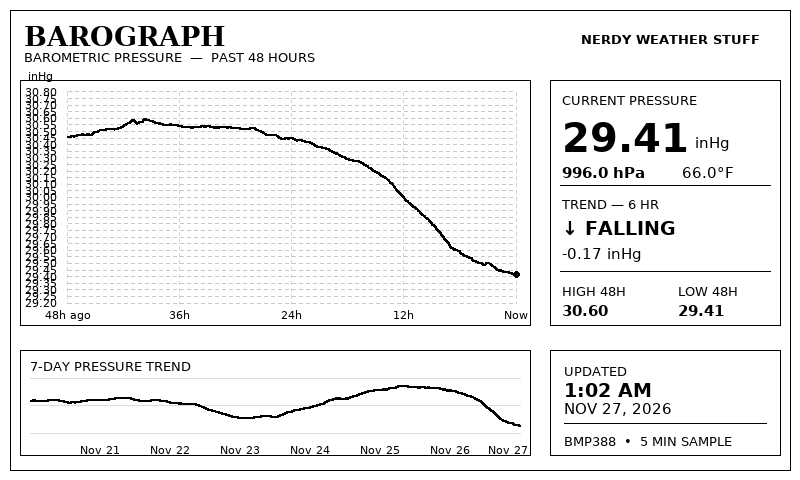 BAROGRAPH
BAROMETRIC PRESSURE — PAST 48 HOURS
NERDY WEATHER STUFF
inHg
30.80
30.75
30.70
30.65
30.60
30.55
30.50
30.45
30.40
30.35
30.30
30.25
30.20
30.15
30.10
30.05
30.00
29.95
29.90
29.85
29.80
29.75
29.70
29.65
29.60
29.55
29.50
29.45
29.40
29.35
29.30
29.25
29.20
48h ago 36h 24h 12h Now
CURRENT PRESSURE
29.41 inHg
996.0 hPa 66.0°F
TREND — 6 HR
↓ FALLING
-0.17 inHg
HIGH 48H LOW 48H
30.60 29.41
7-DAY PRESSURE TREND
Nov 21 Nov 22 Nov 23 Nov 24 Nov 25 Nov 26 Nov 27
UPDATED
1:02 AM
NOV 27, 2026
BMP388 • 5 MIN SAMPLE